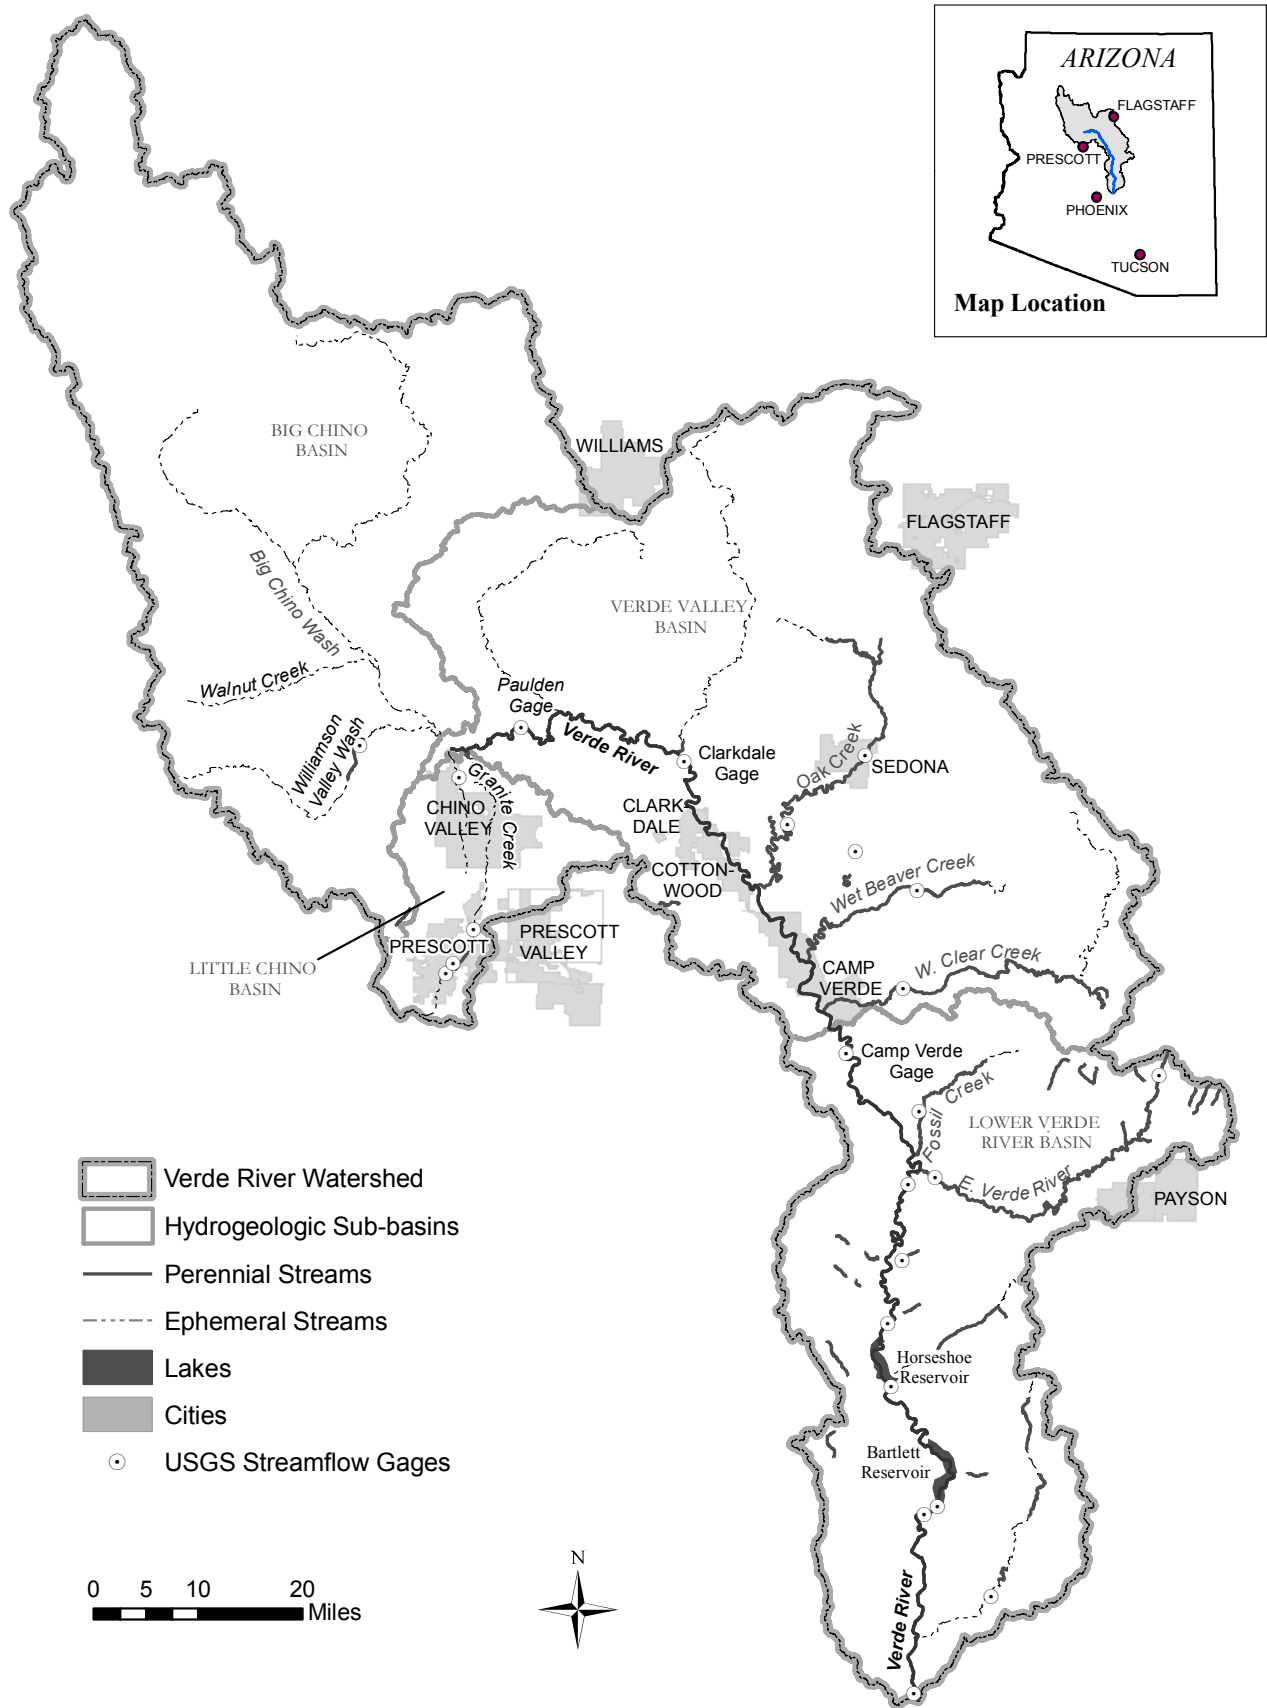 ARIZONA
FLAGSTAFF
PRESCOTT
PHOENIX
TUCSON
Map Location
BIG CHINO
BASIN
WILLIAMS
FLAGSTAFF
Big Chino Wash
VERDE VALLEY
BASIN
Walnut Creek
Paulden
Gage
Williamson
Valley Wash
Verde River
Clarkdale
Gage
Oak Creek
SEDONA
Granite Creek
CHINO
VALLEY
CLARK-
DALE
COTTON-
WOOD
Wet Beaver Creek
PRESCOTT
PRESCOTT
VALLEY
LITTLE CHINO
BASIN
CAMP
VERDE
W. Clear Creek
Camp Verde
Gage
Fossil Creek
LOWER VERDE
RIVER BASIN
E. Verde River
PAYSON
Verde River Watershed
Hydrogeologic Sub-basins
Perennial Streams
Ephemeral Streams
Lakes
Cities
USGS Streamflow Gages
Horseshoe
Reservoir
Bartlett
Reservoir
Verde River
0 5 10 20
Miles
N